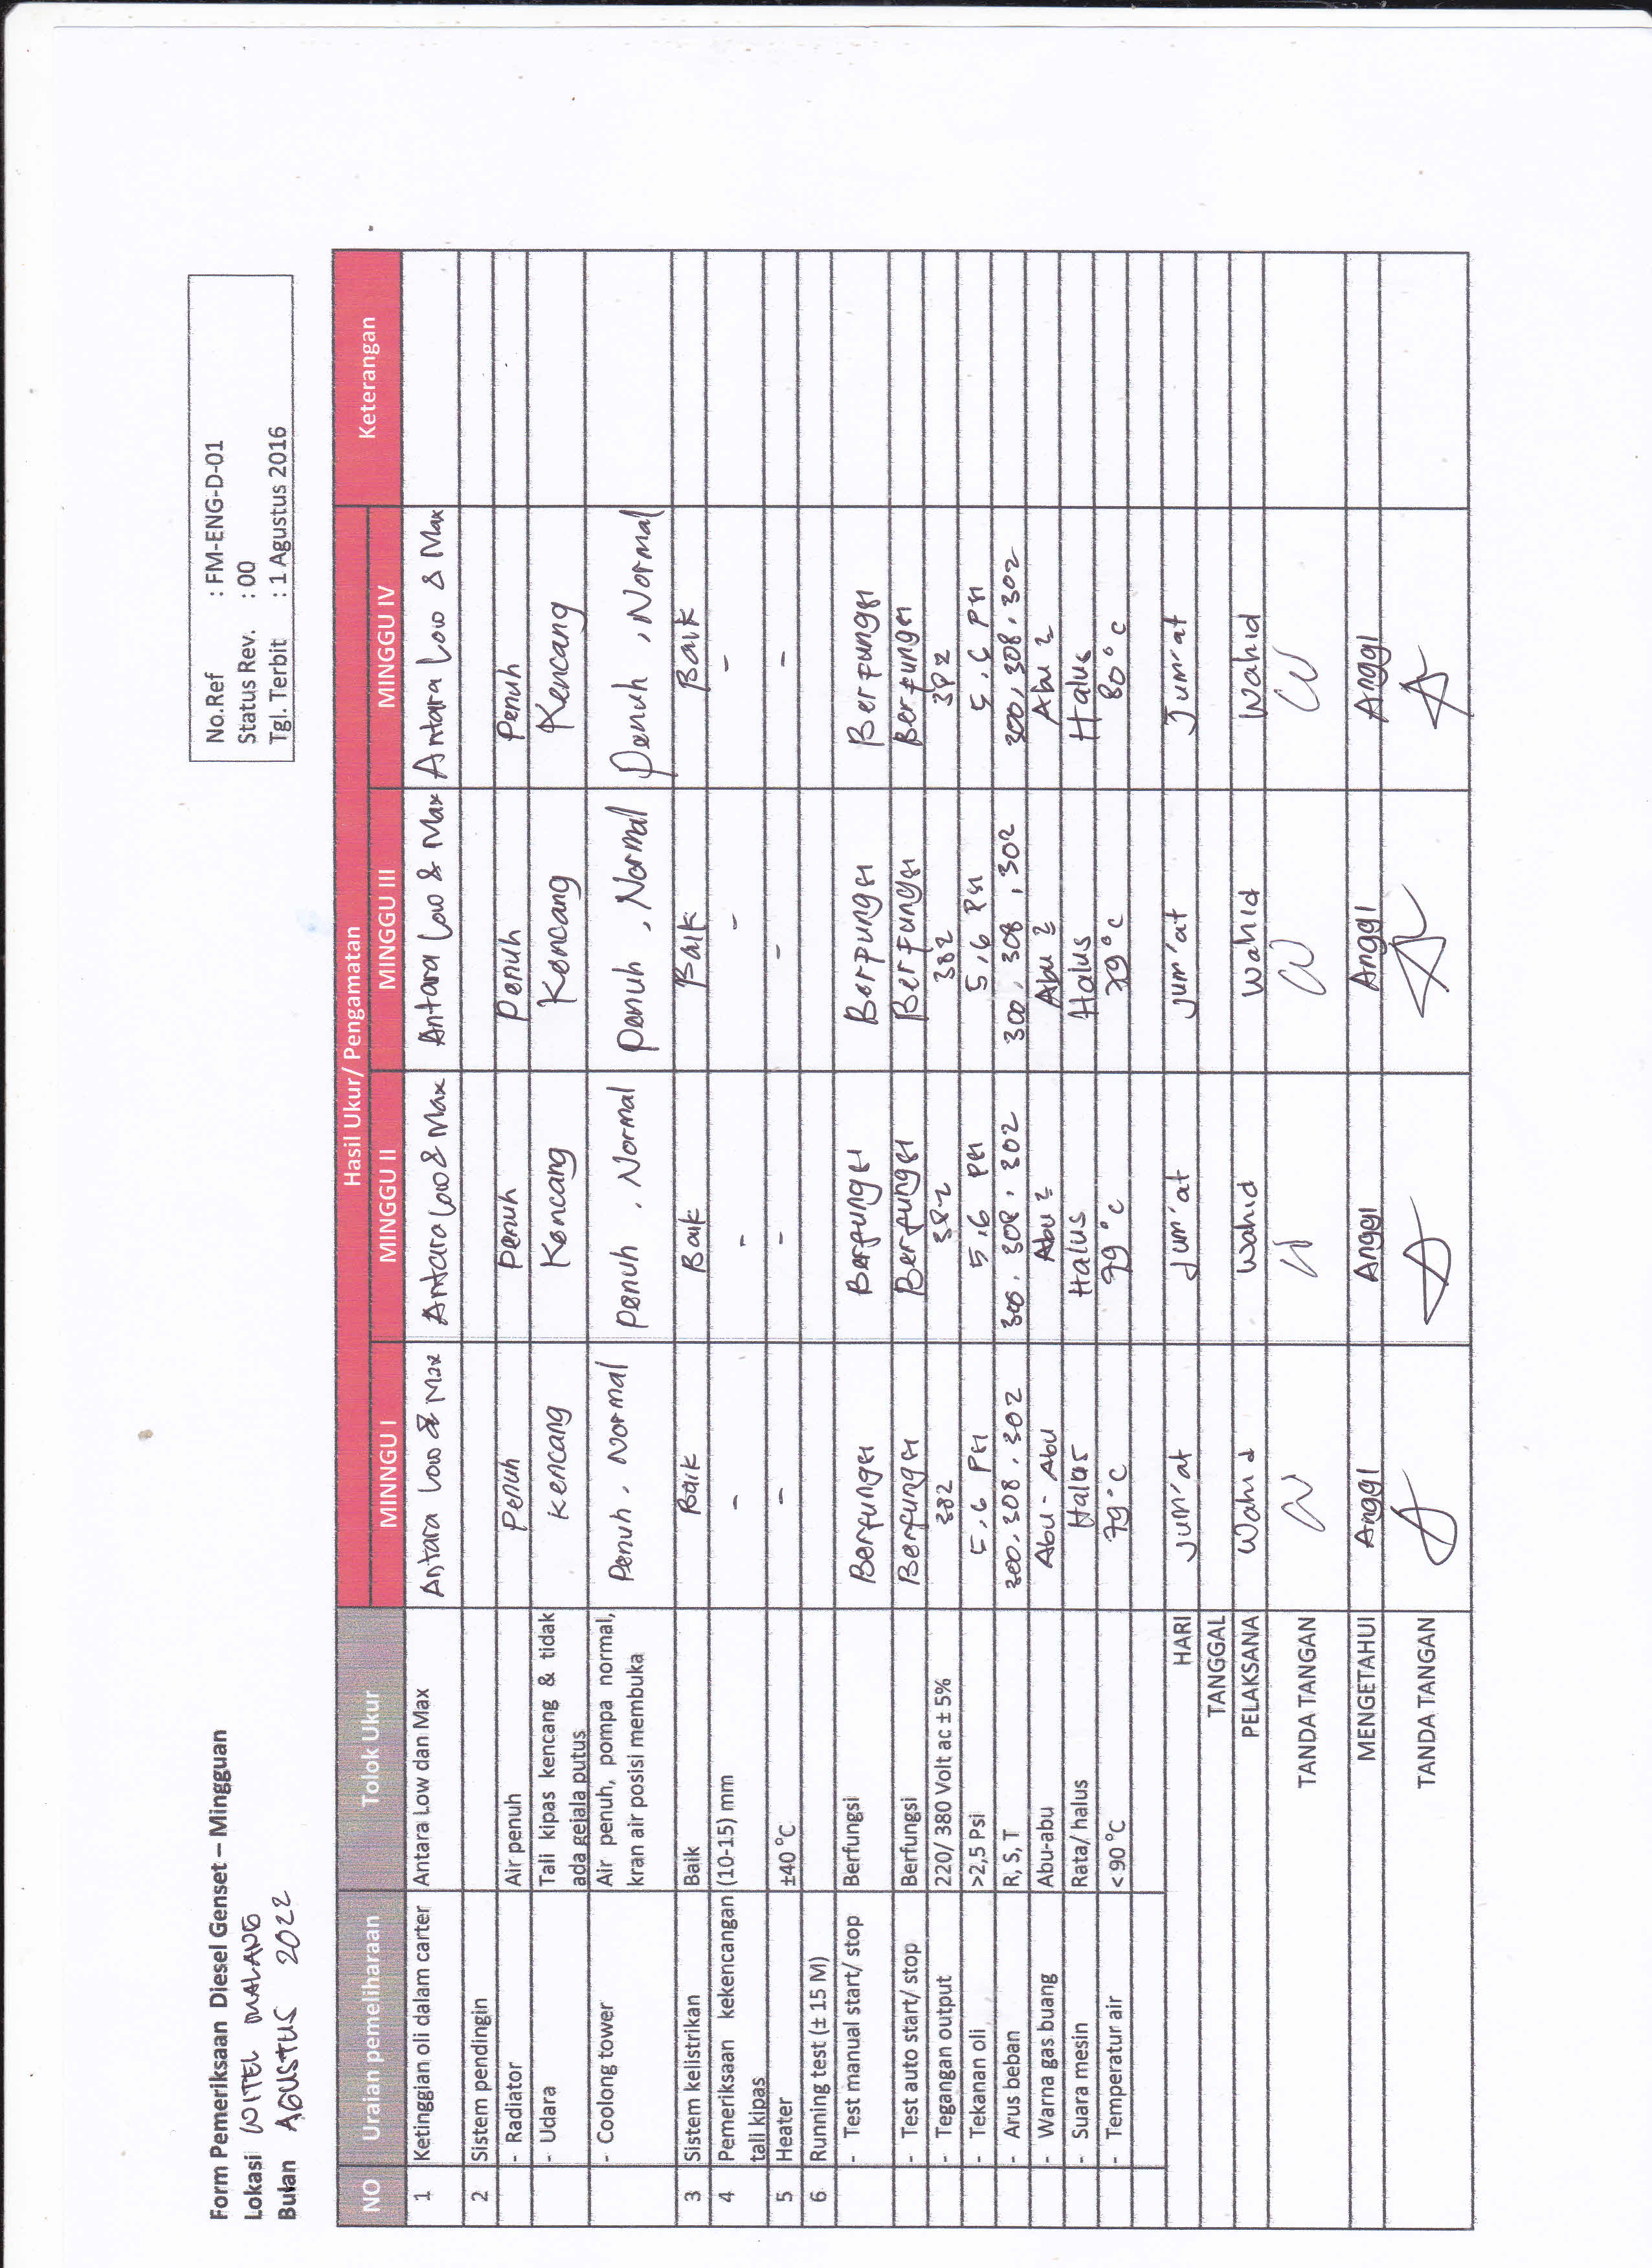 Form Pemeriksaan Diesel Genset – Mingguan
Lokasi WITEL MALANG
Bulan AGUSTUS 2022
No.Ref : FM-ENG-D-01
Status Rev. : 00
Tgl. Terbit : 1 Agustus 2016
NO Uraian pemeliharaan Tolok Ukur Hasil Ukur/ Pengamatan Keterangan
MINNGU I MINGGU II MINGGU III MINGGU IV
1 Ketinggian oli dalam carter Antara Low dan Max Antara Low & Max Antara Low & Max Antara Low & Max Antara Low & Max
2 Sistem pendingin
- Radiator Air penuh Penuh Penuh Penuh Penuh
- Udara Tali kipas kencang & tidak Kencang Kencang Kencang Kencang
ada gejala putus
- Coolong tower Air penuh, pompa normal, Penuh, Normal Penuh, Normal Penuh, Normal Penuh, Normal
kran air posisi membuka
3 Sistem kelistrikan Baik Baik Baik Baik Baik
4 Pemeriksaan kekencangan (10-15) mm - - - -
tali kipas
5 Heater ±40 °C - - - -
6 Running test (± 15 M)
- Test manual start/ stop Berfungsi Berfungsi Berfungsi Berfungsi Berfungsi
- Test auto start/ stop Berfungsi Berfungsi Berfungsi Berfungsi Berfungsi
- Tegangan output 220/ 380 Volt ac ± 5% 382 382 382 382
- Tekanan oli >2,5 Psi 5,6 PSI 5,6 PSI 5,6 PSI 5,6 PSI
- Arus beban R, S, T 300, 308, 302 300, 308, 302 300, 308, 302 300, 308, 302
- Warna gas buang Abu-abu Abu - Abu Abu 2 Abu 2 Abu 2
- Suara mesin Rata/ halus Halus Halus Halus Halus
- Temperatur air < 90 °C 79°C 79°C 79°C 80°C
HARI Jum'at Jum'at Jum'at Jum'at
TANGGAL
PELAKSANA Wahid Wahid Wahid Wahid
TANDA TANGAN
MENGETAHUI Anggi Anggi Anggi Anggi
TANDA TANGAN